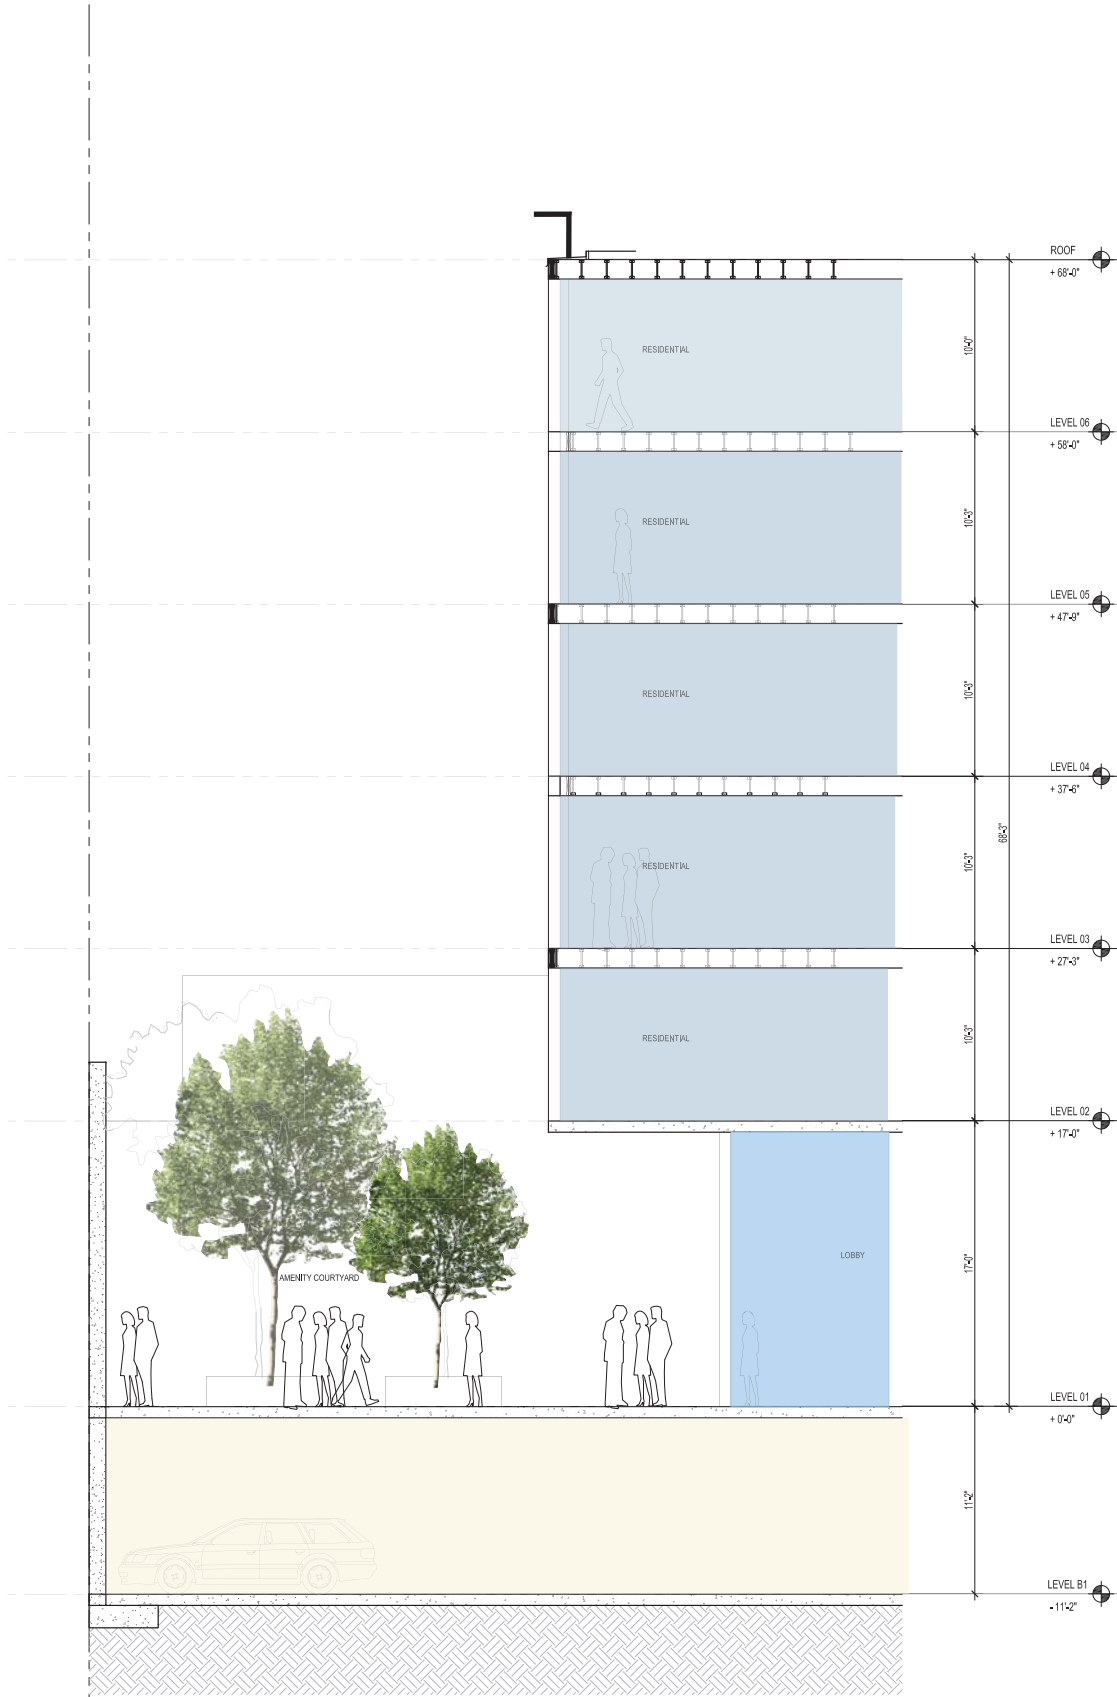 ROOF
+ 68'-0"
10'-0"
RESIDENTIAL
LEVEL 06
+ 58'-0"
10'-3"
RESIDENTIAL
LEVEL 05
+ 47'-9"
10'-3"
RESIDENTIAL
LEVEL 04
+ 37'-6"
68'-3"
10'-3"
RESIDENTIAL
LEVEL 03
+ 27'-3"
10'-3"
RESIDENTIAL
LEVEL 02
+ 17'-0"
17'-0"
LOBBY
AMENITY COURTYARD
LEVEL 01
+ 0'-0"
11'-2"
LEVEL B1
- 11'-2"